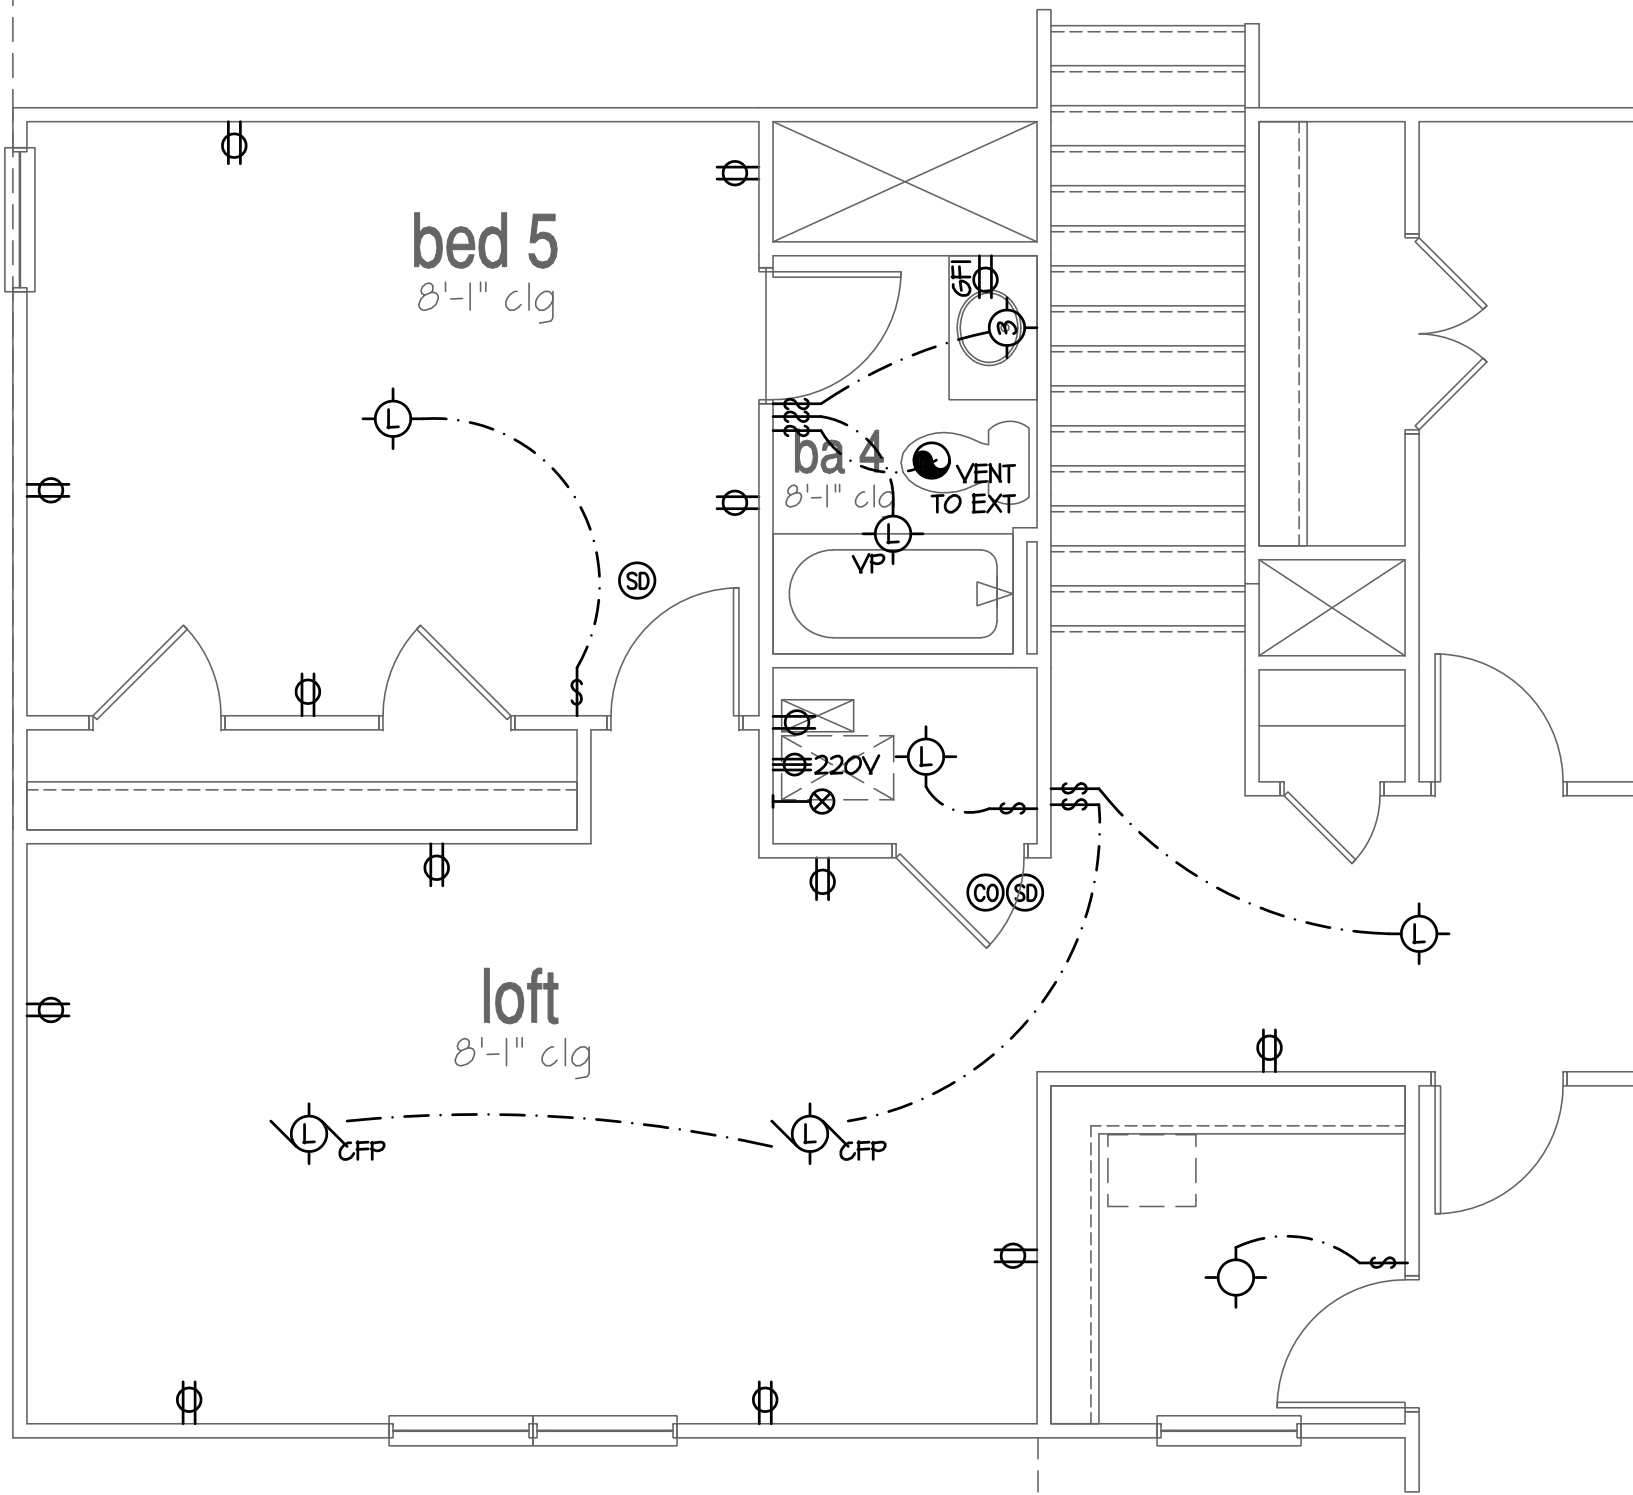 bed 5
8'-1" clg
GFI
3
L
S
S
S
ba 4
8'-1" clg
VENT
TO EXT
L
VP
SD
S
L
220V
S
S
S
CO
SD
L
loft
8'-1" clg
L
CFP
L
CFP
S